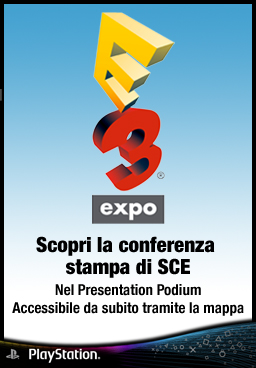 E3
expo
Scopri la conferenza
stampa di SCE
Nel Presentation Podium
Accessibile da subito tramite la mappa
PlayStation.